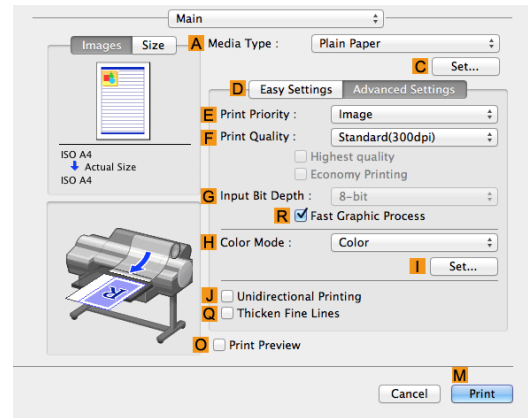 Main
Images Size
A Media Type : Plain Paper
C Set...
D Easy Settings Advanced Settings
E Print Priority : Image
F Print Quality : Standard(300dpi)
Highest quality
Economy Printing
G Input Bit Depth : 8-bit
R Fast Graphic Process
H Color Mode : Color
I Set...
J Unidirectional Printing
Q Thicken Fine Lines
O Print Preview
ISO A4
Actual Size
ISO A4
R
M
Cancel Print